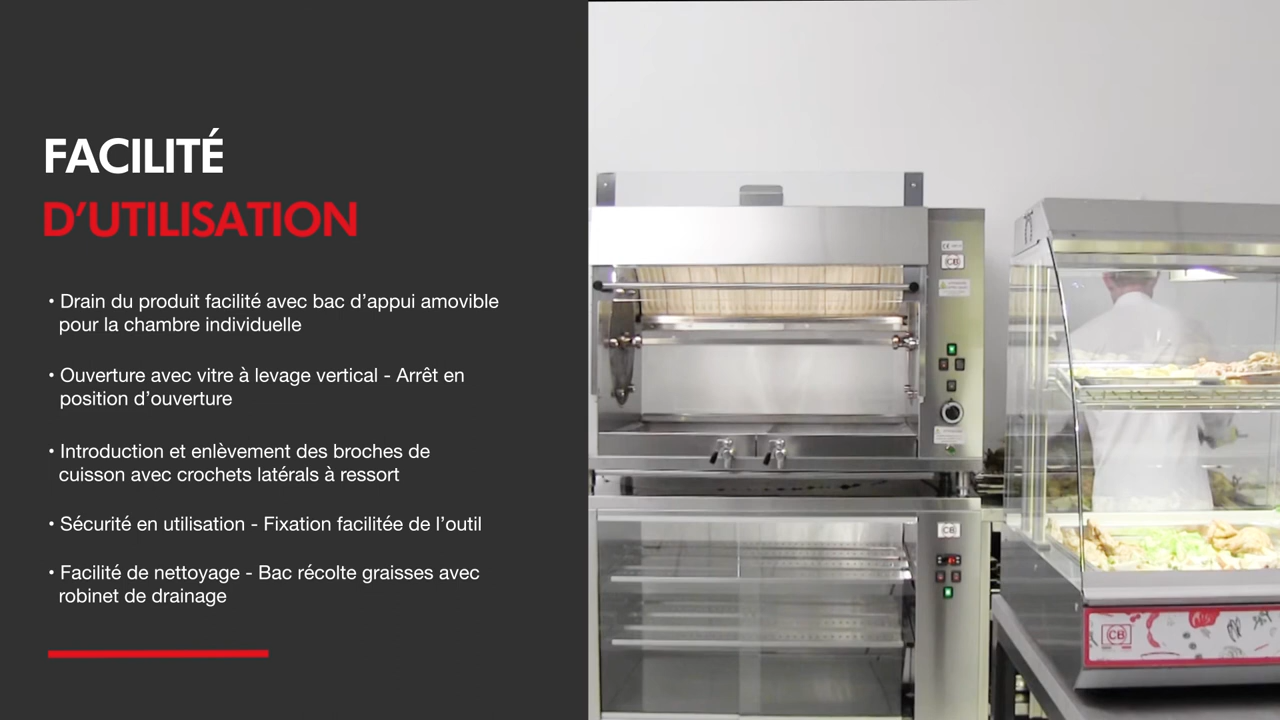 FACILITÉ
D’UTILISATION
• Drain du produit facilité avec bac d’appui amovible
pour la chambre individuelle
• Ouverture avec vitre à levage vertical - Arrêt en
position d’ouverture
• Introduction et enlèvement des broches de
cuisson avec crochets latérals à ressort
• Sécurité en utilisation - Fixation facilitée de l’outil
• Facilité de nettoyage - Bac récolte graisses avec
robinet de drainage
CE
CB
CB
CB